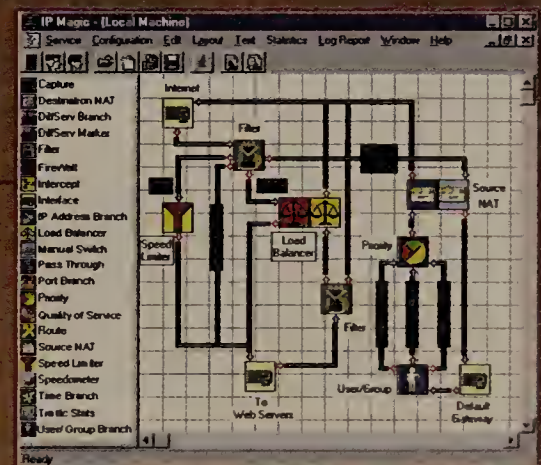 IP Magic - (Local Machine)
Service Configuration Edit Layout Text Statistics Log Report Window Help
Capture
Destination NAT
DiffServ Branch
DiffServ Marker
Filter
FireWall
Intercept
Interface
IP Address Branch
Load Balancer
Manual Switch
Pass Through
Port Branch
Priority
Quality of Service
Route
Source NAT
Speed Limiter
Speedometer
Time Branch
Traffic Stats
User/ Group Branch
Internet
Filter
Source
NAT
Speed
Limiter
Load
Balancer
Priority
Filter
To
Web Servers
User/Group
Default
Gateway
Ready